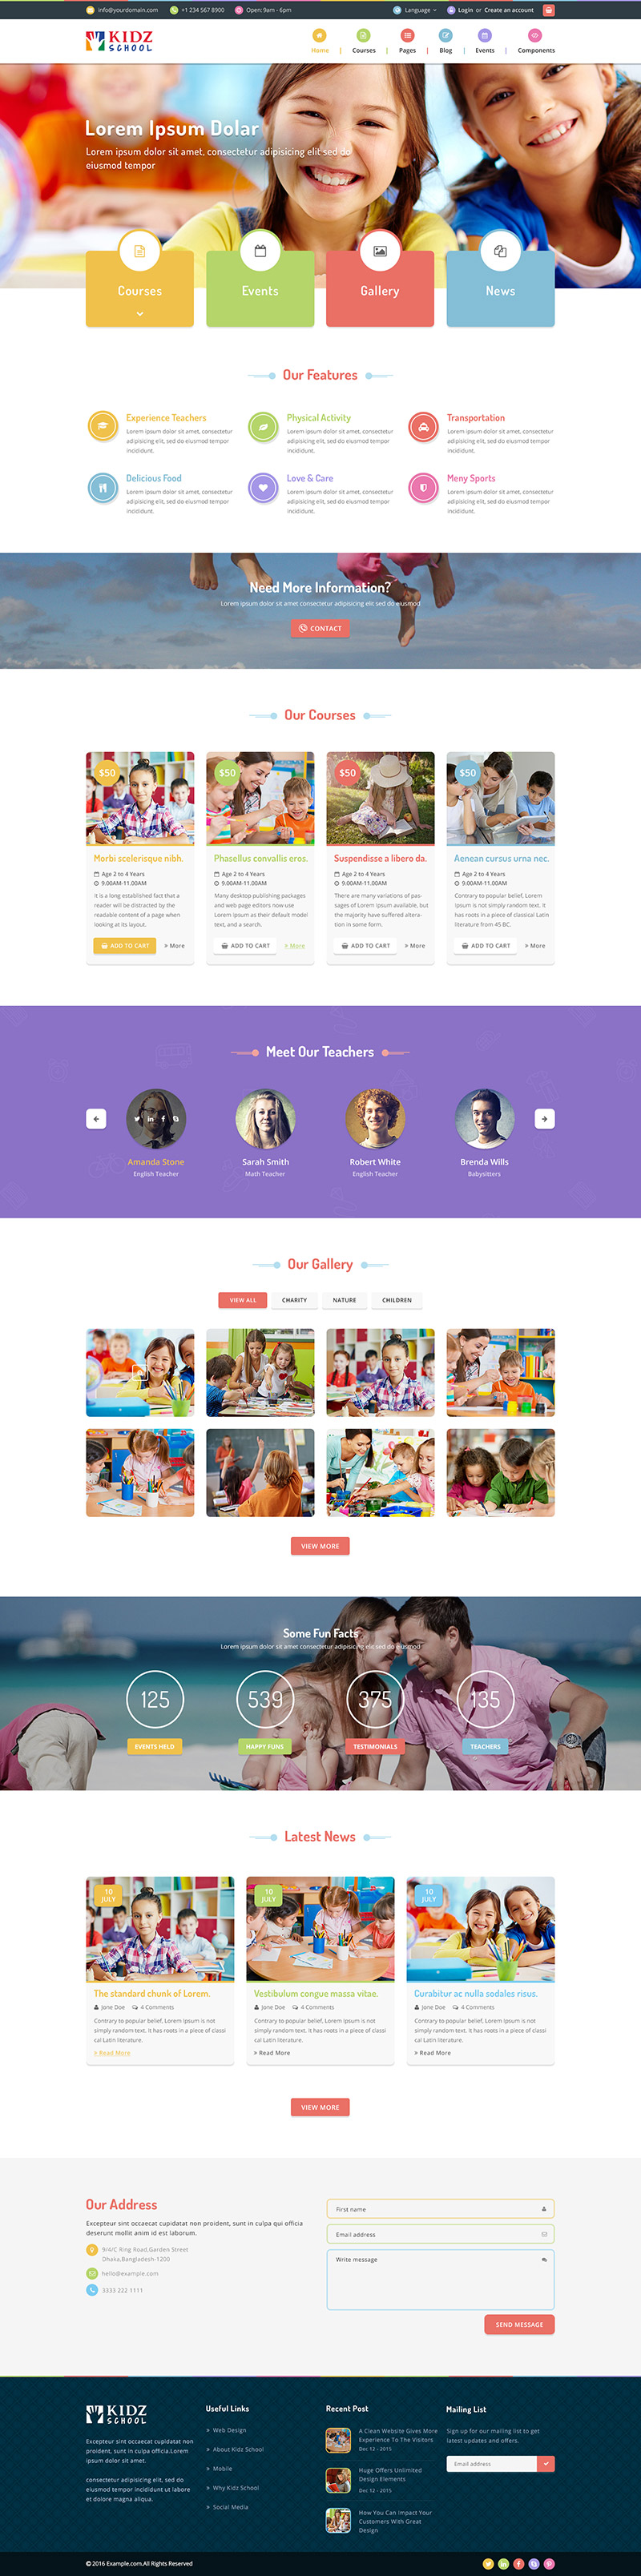 info@yourdomain.com +1 234 567 8900 Open: 9am - 6pm Language Login or Create an account
KIDZ SCHOOL
Home Courses Pages Blog Events Components
Lorem Ipsum Dolar
Lorem ipsum dolor sit amet, consectetur adipisicing elit sed do
eiusmod tempor
Courses Events Gallery News
Our Features
Experience Teachers
Lorem ipsum dolor sit amet, consectetur
adipisicing elit, sed do eiusmod tempor
incididunt.
Physical Activity
Lorem ipsum dolor sit amet, consectetur
adipisicing elit, sed do eiusmod tempor
incididunt.
Transportation
Lorem ipsum dolor sit amet, consectetur
adipisicing elit, sed do eiusmod tempor
incididunt.
Delicious Food
Lorem ipsum dolor sit amet, consectetur
adipisicing elit, sed do eiusmod tempor
incididunt.
Love & Care
Lorem ipsum dolor sit amet, consectetur
adipisicing elit, sed do eiusmod tempor
incididunt.
Meny Sports
Lorem ipsum dolor sit amet, consectetur
adipisicing elit, sed do eiusmod tempor
incididunt.
Need More Information?
Lorem ipsum dolor sit amet consectetur adipisicing elit sed do eiusmod
CONTACT
Our Courses
$50
Morbi scelerisque nibh.
Age 2 to 4 Years
9.00AM-11.00AM
it is a long established fact that a
reader will be distracted by the
readable content of a page when
looking at its layout.
ADD TO CART » More
$50
Phasellus convallis eros.
Age 2 to 4 Years
9.00AM-11.00AM
Many desktop publishing packages
and web page editors now use
Lorem Ipsum as their default model
text, and a search.
ADD TO CART » More
$50
Suspendisse a libero da.
Age 2 to 4 Years
9.00AM-11.00AM
There are many variations of pas-
sages of Lorem Ipsum available, but
the majority have suffered altera-
tion in some form.
ADD TO CART » More
$50
Aenean cursus urna nec.
Age 2 to 4 Years
9.00AM-11.00AM
Contrary to popular belief, Lorem
Ipsum is not simply random text. It
has roots in a piece of classical Latin
literature from 45 BC.
ADD TO CART » More
Meet Our Teachers
Amanda Stone
English Teacher
Sarah Smith
Math Teacher
Robert White
English Teacher
Brenda Wills
Babysitters
Our Gallery
VIEW ALL CHARITY NATURE CHILDREN
VIEW MORE
Some Fun Facts
Lorem ipsum dolor sit amet consectetur adipisicing elit sed do eiusmod
125 539 375 135
EVENTS HELD HAPPY FUNS TESTIMONIALS TEACHERS
Latest News
10
JULY
The standard chunk of Lorem.
Jone Doe 4 Comments
Contrary to popular belief, Lorem Ipsum is not
simply random text. It has roots in a piece of classi
cal Latin literature.
» Read More
10
JULY
Vestibulum congue massa vitae.
Jone Doe 4 Comments
Contrary to popular belief, Lorem Ipsum is not
simply random text. It has roots in a piece of classi
cal Latin literature.
» Read More
10
JULY
Curabitur ac nulla sodales risus.
Jone Doe 4 Comments
Contrary to popular belief, Lorem Ipsum is not
simply random text. It has roots in a piece of classi
cal Latin literature.
» Read More
VIEW MORE
Our Address
Excepteur sint occaecat cupidatat non proident, sunt in culpa qui officia
deserunt mollit anim id est laborum.
9/4/C Ring Road,Garden Street
Dhaka,Bangladesh-1200
hello@example.com
3333 222 1111
First name
Email address
Write message
SEND MESSAGE
KIDZ SCHOOL
Excepteur sint occaecat cupidatat non
proident, sunt in culpa officia.Lorem
ipsum dolor sit amet.
consectetur adipisicing elit, sed do
eiusmod tempor incididunt ut labore
et dolore magna aliqua.
Useful Links
» Web Design
» About Kidz School
» Mobile
» Why Kidz School
» Social Media
Recent Post
A Clean Website Gives More
Experience To The Visitors
Dec 12 - 2015
Huge Offers Unlimited
Design Elements
Dec 12 - 2015
How You Can Impact Your
Customers With Great
Design
Mailing List
Sign up for our mailing list to get
latest updates and offers.
Email address
© 2016 Example.com.All Rights Reserved